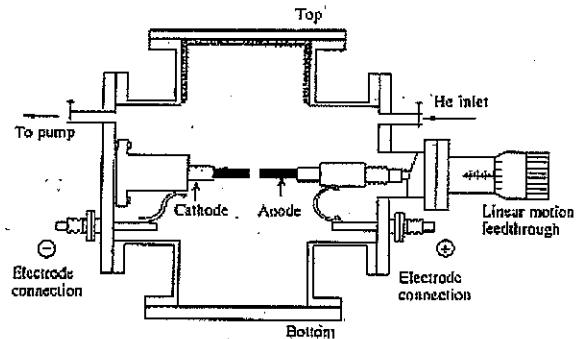 Top
He inlet
To pump
Cathode
Anode
Linear motion
feedthrough
−
+
Electrode
connection
Electrode
connection
Bottom